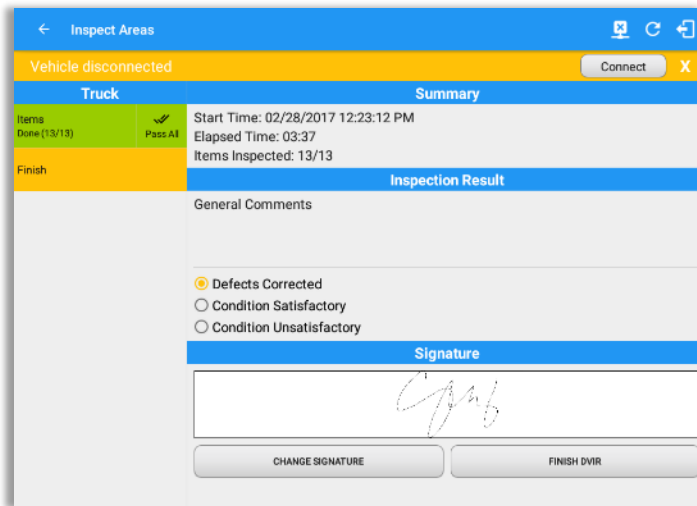 Inspect Areas
Vehicle disconnected
Connect
X
Truck
Items
Done (13/13)
Pass All
Finish
Summary
Start Time: 02/28/2017 12:23:12 PM
Elapsed Time: 03:37
Items Inspected: 13/13
Inspection Result
General Comments
Defects Corrected
Condition Satisfactory
Condition Unsatisfactory
Signature
CHANGE SIGNATURE
FINISH DVIR